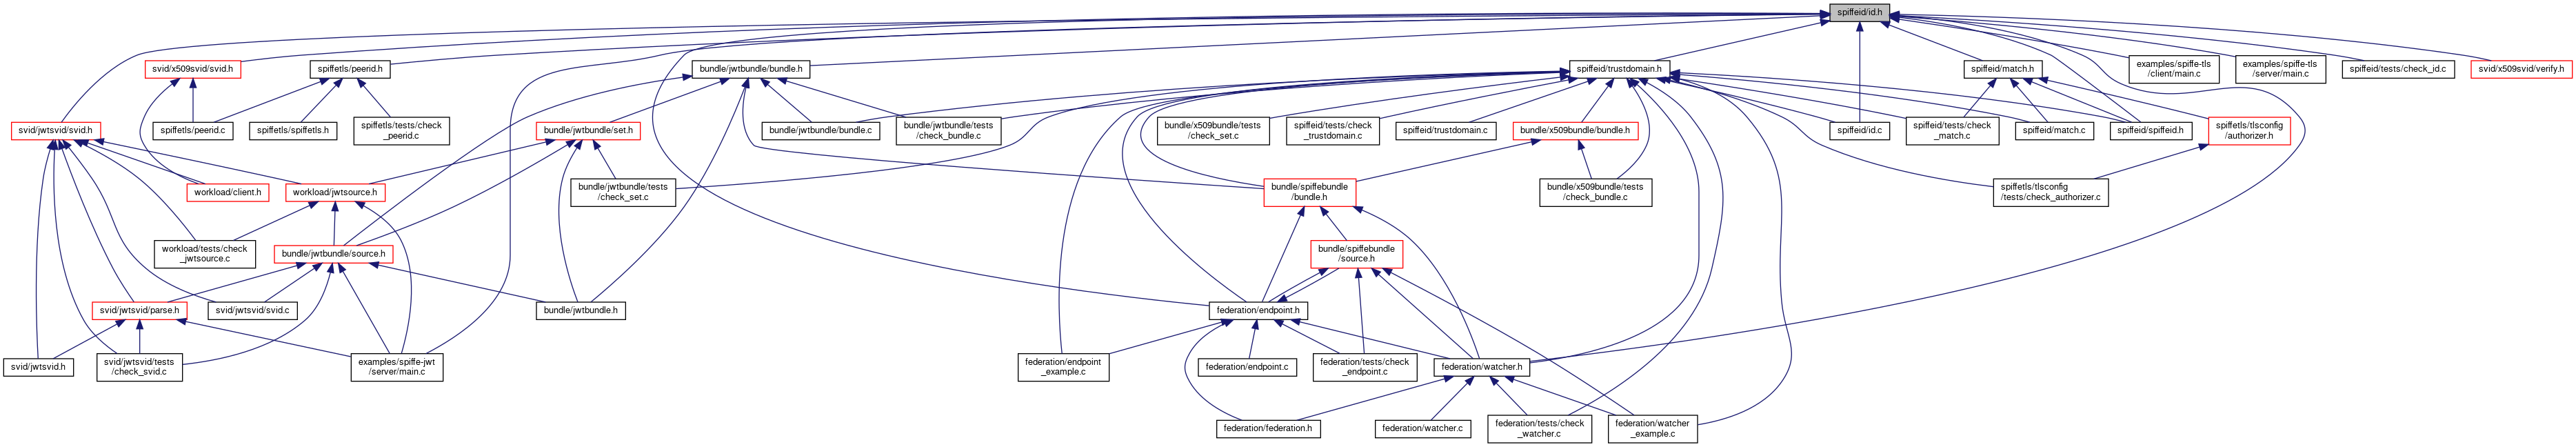 spiffeid/id.h
svid/x509svid/svid.h
spiffetls/peerid.h
bundle/jwtbundle/bundle.h
spiffeid/trustdomain.h
spiffeid/match.h
examples/spiffe-tls
/client/main.c
examples/spiffe-tls
/server/main.c
spiffeid/tests/check_id.c
svid/x509svid/verify.h
svid/jwtsvid/svid.h
spiffetls/peerid.c
spiffetls/spiffetls.h
spiffetls/tests/check
_peerid.c
bundle/jwtbundle/set.h
bundle/jwtbundle/bundle.c
bundle/jwtbundle/tests
/check_bundle.c
bundle/x509bundle/tests
/check_set.c
spiffeid/tests/check
_trustdomain.c
spiffeid/trustdomain.c
bundle/x509bundle/bundle.h
spiffeid/id.c
spiffeid/tests/check
_match.c
spiffeid/match.c
spiffeid/spiffeid.h
spiffetls/tlsconfig
/authorizer.h
workload/client.h
workload/jwtsource.h
bundle/jwtbundle/tests
/check_set.c
bundle/spiffebundle
/bundle.h
bundle/x509bundle/tests
/check_bundle.c
spiffetls/tlsconfig
/tests/check_authorizer.c
workload/tests/check
_jwtsource.c
bundle/jwtbundle/source.h
bundle/spiffebundle
/source.h
svid/jwtsvid/parse.h
svid/jwtsvid/svid.c
bundle/jwtbundle.h
federation/endpoint.h
svid/jwtsvid.h
svid/jwtsvid/tests
/check_svid.c
examples/spiffe-jwt
/server/main.c
federation/endpoint
_example.c
federation/endpoint.c
federation/tests/check
_endpoint.c
federation/watcher.h
federation/federation.h
federation/watcher.c
federation/tests/check
_watcher.c
federation/watcher
_example.c